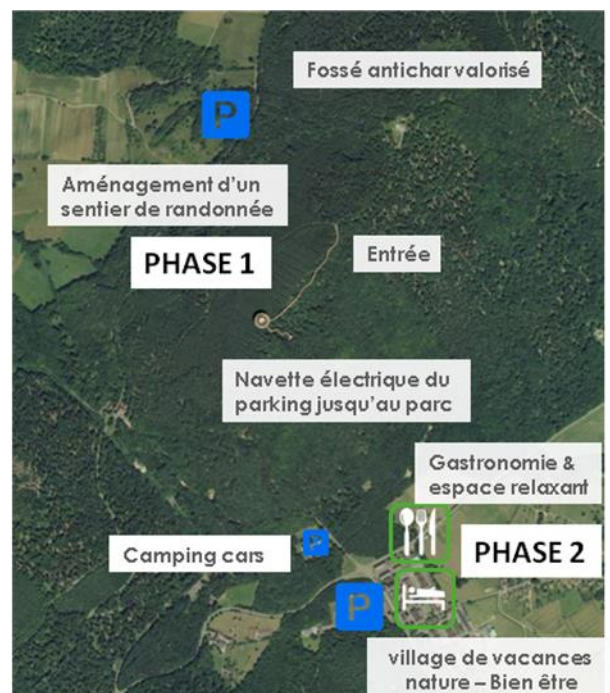 Fossé antichar valorisé
P
Aménagement d'un
sentier de randonnée
PHASE 1
Entrée
Navette électrique du
parking jusqu'au parc
Gastronomie &
espace relaxant
P
Camping cars
PHASE 2
P
village de vacances
nature – Bien être